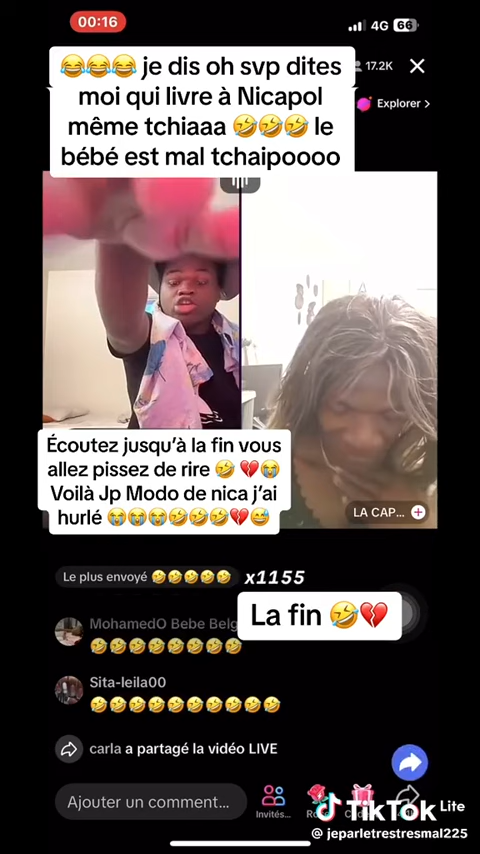 00:16
4G 66
😂😂😂 je dis oh svp dites
moi qui livre à Nicapol
même tchiaaa 🤣🤣🤣 le
bébé est mal tchaipoooo
17.2K
Explorer >
Écoutez jusqu'à la fin vous
allez pissez de rire 🤣 💔😭
Voilà Jp Modo de nica j'ai
hurlé 😭😭😭🤣🤣🤣💔😅
LA CAP...
Le plus envoyé 🤣🤣🤣🤣🤣 x1155
La fin 🤣💔
MohamedO Bebe Belg
🤣🤣🤣🤣🤣🤣🤣🤣
Sita-leila00
🤣🤣🤣🤣🤣🤣🤣🤣🤣🤣
carla a partagé la vidéo LIVE
Ajouter un comment...
Invités...
TikTok Lite
@jeparletrestresmal225